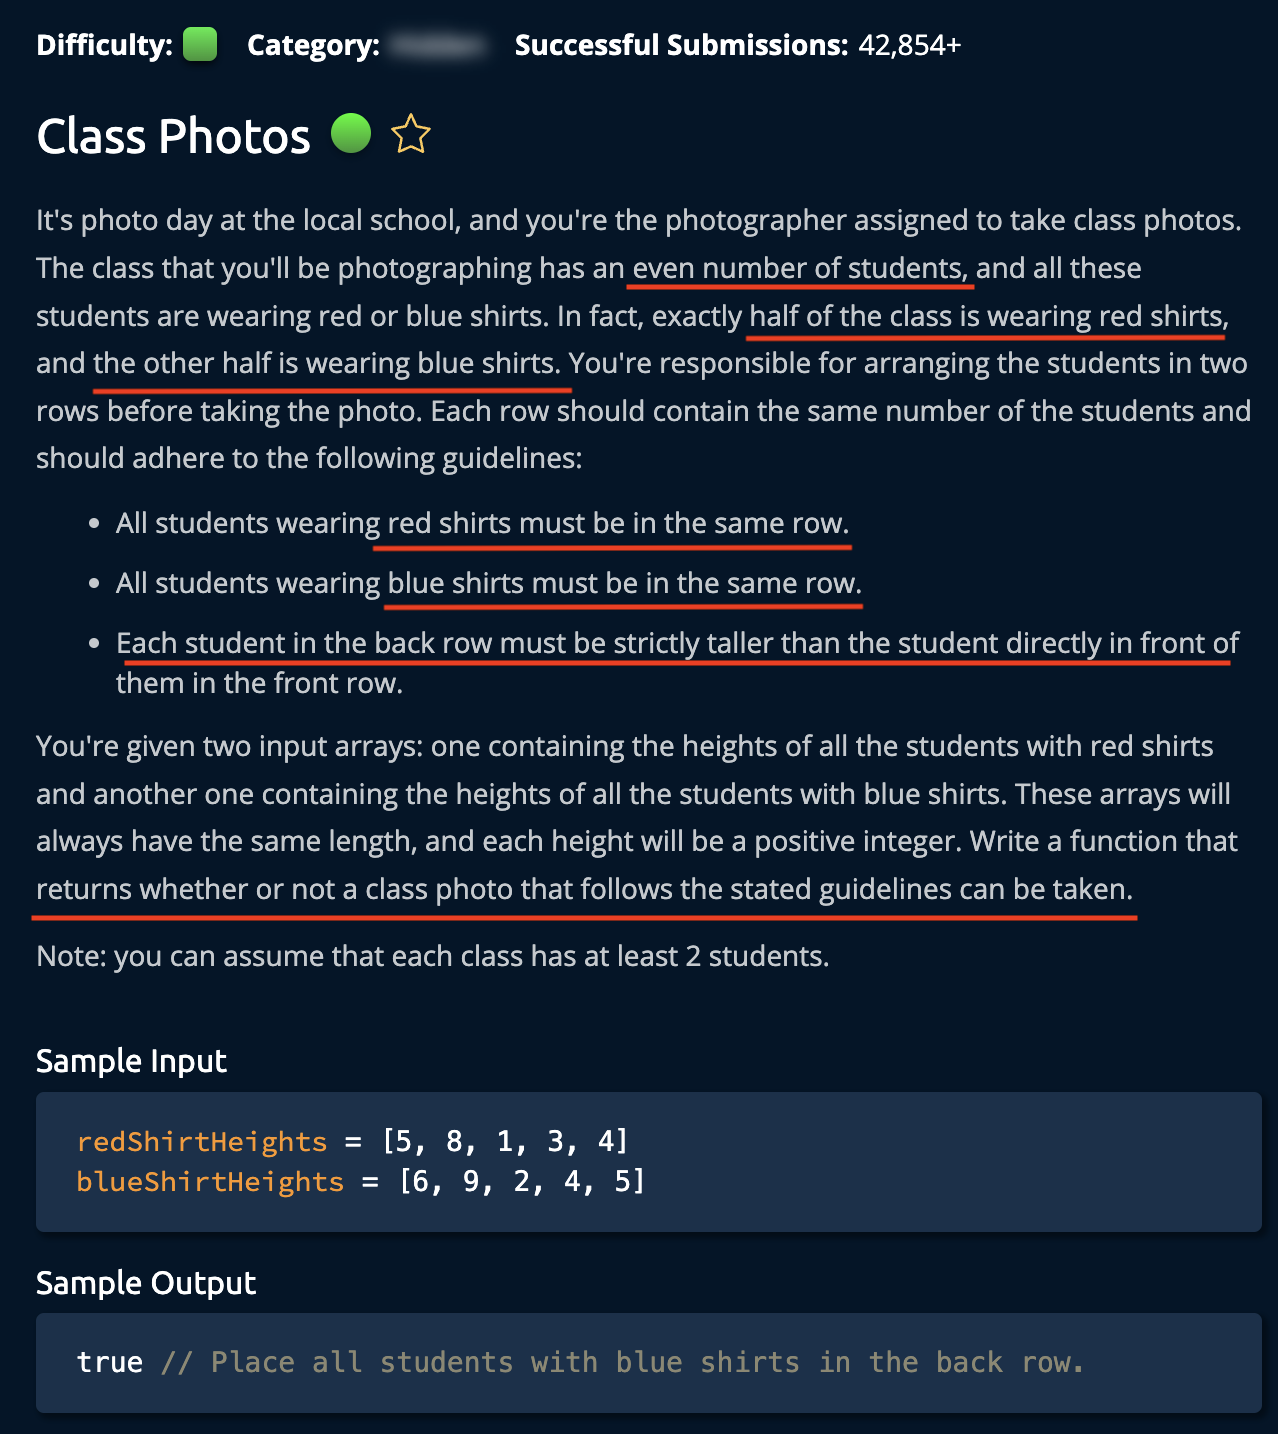 Difficulty: Category: Successful Submissions: 42,854+
Class Photos
It's photo day at the local school, and you're the photographer assigned to take class photos.
The class that you'll be photographing has an even number of students, and all these
students are wearing red or blue shirts. In fact, exactly half of the class is wearing red shirts,
and the other half is wearing blue shirts. You're responsible for arranging the students in two
rows before taking the photo. Each row should contain the same number of the students and
should adhere to the following guidelines:
• All students wearing red shirts must be in the same row.
• All students wearing blue shirts must be in the same row.
• Each student in the back row must be strictly taller than the student directly in front of
them in the front row.
You're given two input arrays: one containing the heights of all the students with red shirts
and another one containing the heights of all the students with blue shirts. These arrays will
always have the same length, and each height will be a positive integer. Write a function that
returns whether or not a class photo that follows the stated guidelines can be taken.
Note: you can assume that each class has at least 2 students.
Sample Input
redShirtHeights = [5, 8, 1, 3, 4]
blueShirtHeights = [6, 9, 2, 4, 5]
Sample Output
true // Place all students with blue shirts in the back row.